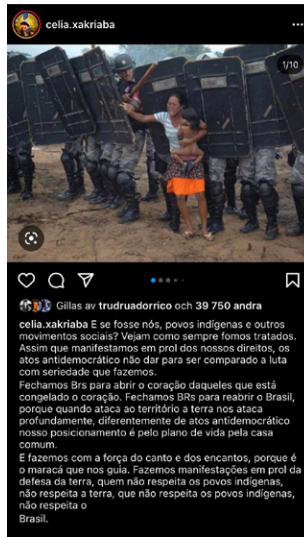 celia.xakriaba
1/10
Gillas av trudruadorrico och 39 750 andra
celia.xakriaba E se fosse nós, povos indígenas e outros
movimentos sociais? Vejam como sempre fomos tratados.
Assim que manifestamos em prol dos nossos direitos, os
atos antidemocrático não dar para ser comparado a luta
com seriedade que fazemos.
Fechamos Brs para abrir o coração daqueles que está
congelado o coração. Fechamos BRs para reabrir o Brasil,
porque quando ataca ao território a terra nos ataca
profundamente, diferentemente de atos antidemocrático
nosso posicionamento é pelo plano de vida pela casa
comum.
E fazemos com a força do canto e dos encantos, porque é
o maracá que nos guia. Fazemos manifestações em prol da
defesa da terra, quem não respeita os povos indígenas,
não respeita a terra, que não respeita os povos indígenas,
não respeita o
Brasil.